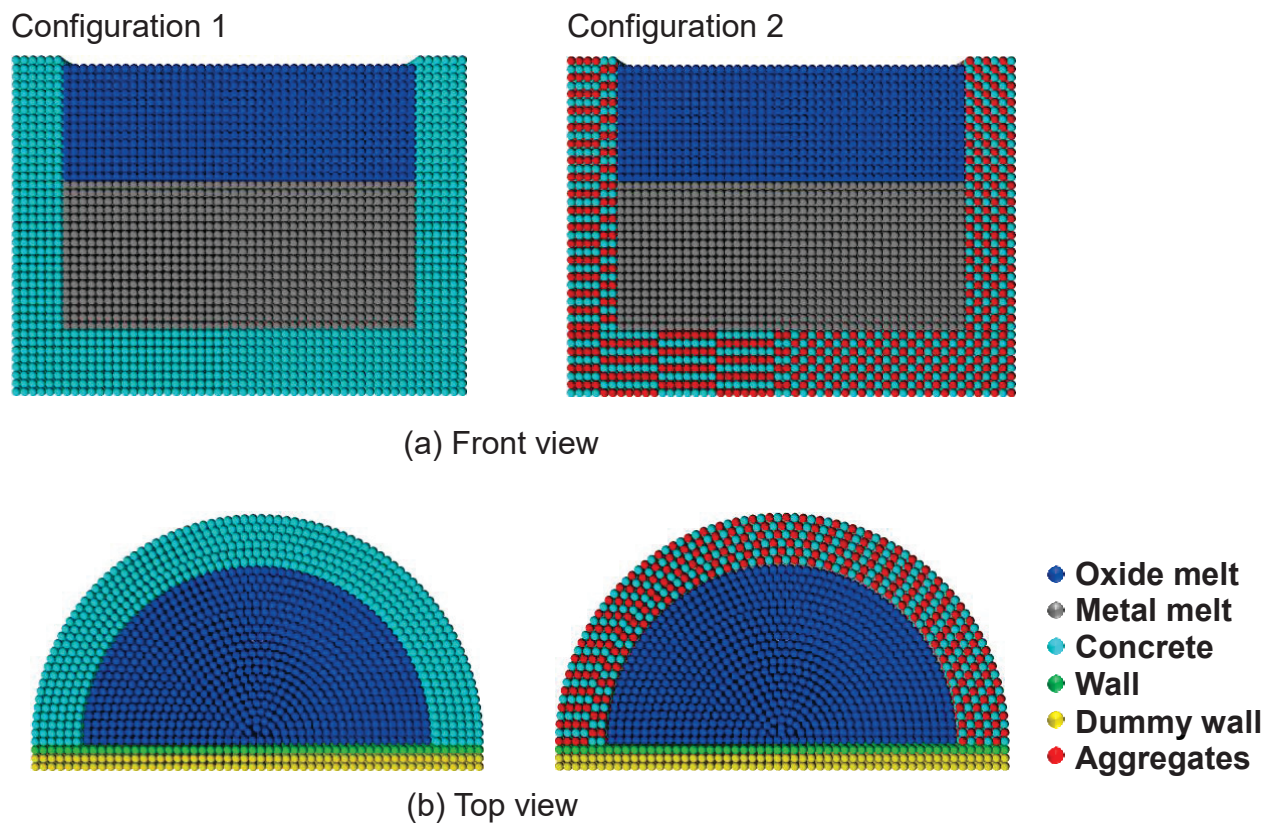 Configuration 1
Configuration 2
(a) Front view
Oxide melt
Metal melt
Concrete
Wall
Dummy wall
Aggregates
(b) Top view